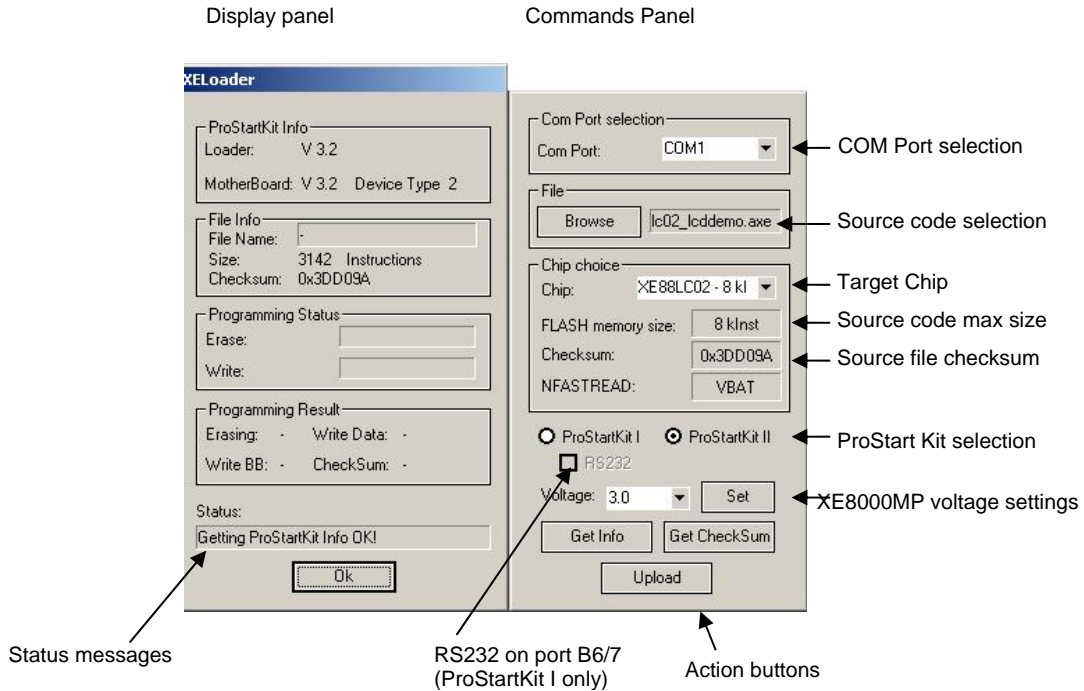 Display panel
Commands Panel
XELoader
ProStartKit Info
Loader: V 3.2
MotherBoard: V 3.2 Device Type 2
File Info
File Name: -
Size: 3142 Instructions
Checksum: 0x3DD09A
Programming Status
Erase:
Write:
Programming Result
Erasing: - Write Data: -
Write BB: - CheckSum: -
Status:
Getting ProStartKit Info OK!
Ok
Status messages
Com Port selection
Com Port: COM1
COM Port selection
File
Browse lc02_lcddemo.axe
Source code selection
Chip choice
Chip: XE88LC02 - 8 kI
Target Chip
FLASH memory size: 8 kInst
Source code max size
Checksum: 0x3DD09A
Source file checksum
NFASTREAD: VBAT
ProStartKit I ProStartKit II
ProStart Kit selection
RS232
Voltage: 3.0 Set
XE8000MP voltage settings
Get Info Get CheckSum
Upload
RS232 on port B6/7
(ProStartKit I only)
Action buttons